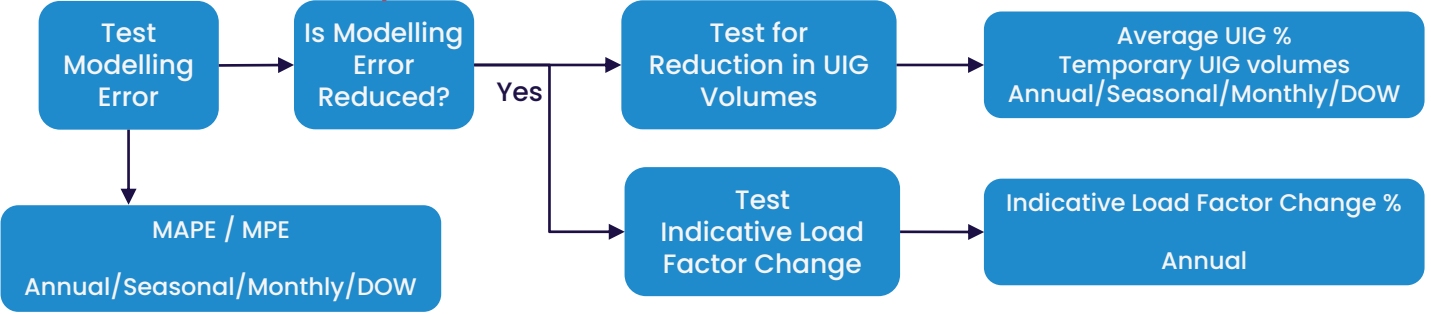 Test
Modelling
Error
Is Modelling
Error
Reduced?
Yes
Test for
Reduction in UIG
Volumes
Average UIG %
Temporary UIG volumes
Annual/Seasonal/Monthly/DOW
MAPE / MPE
Annual/Seasonal/Monthly/DOW
Test
Indicative Load
Factor Change
Indicative Load Factor Change %
Annual